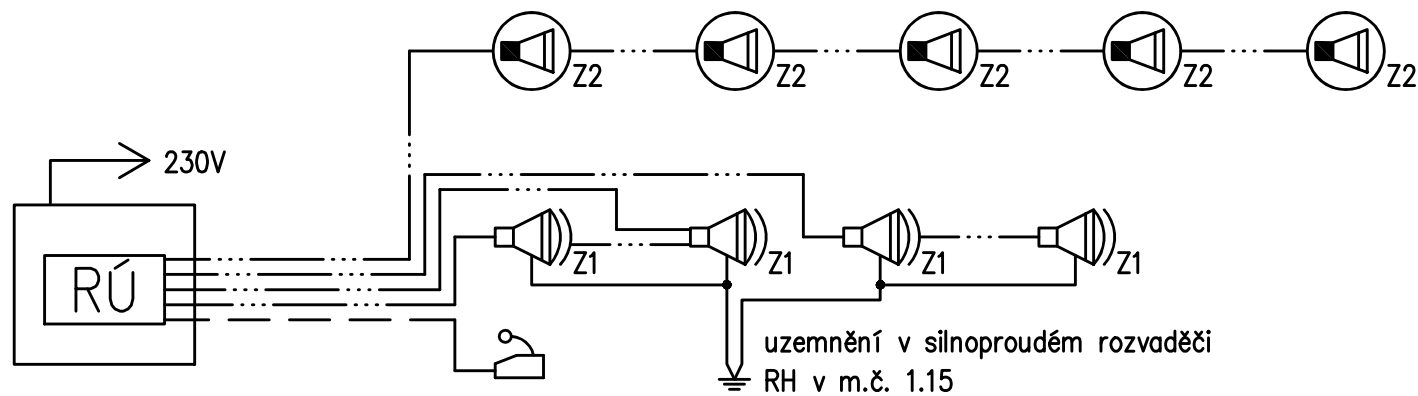 Z2 Z2 Z2 Z2 Z2
230V
Z1 Z1 Z1 Z1
RÚ
uzemnění v silnoproudém rozvaděči
RH v m.č. 1.15